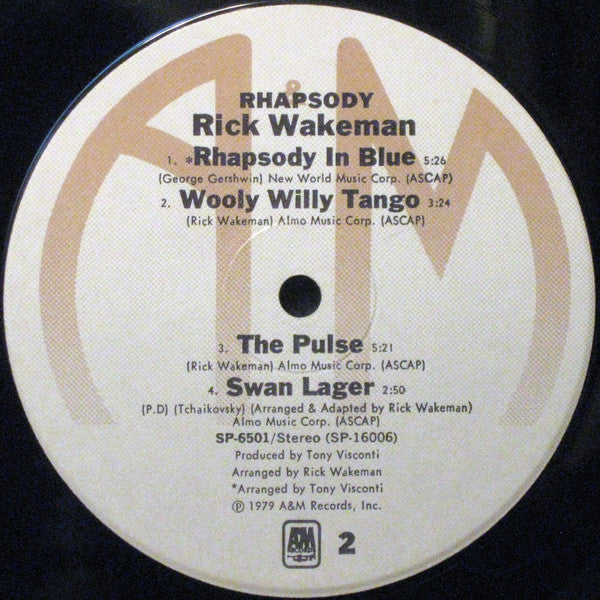 A&M
RHAPSODY
Rick Wakeman
1. *Rhapsody In Blue 5:26
(George Gershwin) New World Music Corp. (ASCAP)
2. Wooly Willy Tango 3:24
(Rick Wakeman) Almo Music Corp. (ASCAP)
3. The Pulse 5:21
(Rick Wakeman) Almo Music Corp. (ASCAP)
4. Swan Lager 2:50
(P.D) (Tchaikovsky) (Arranged & Adapted by Rick Wakeman)
Almo Music Corp. (ASCAP)
SP-6501/Stereo (SP-16006)
Produced by Tony Visconti
Arranged by Rick Wakeman
*Arranged by Tony Visconti
℗ 1979 A&M Records, Inc.
A&M
RECORDS
2